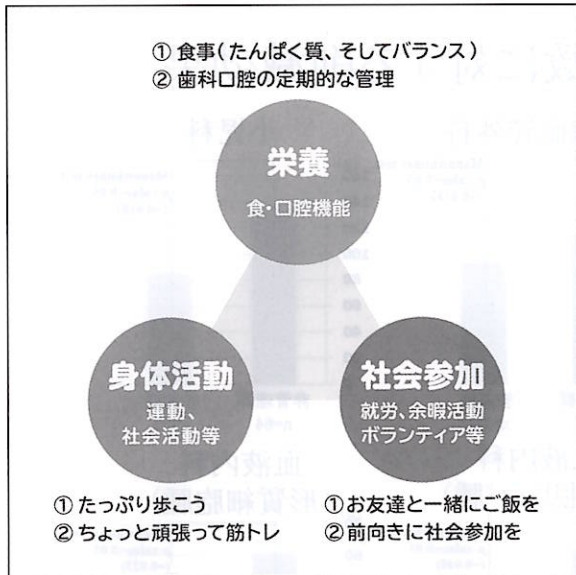 ① 食事(たんぱく質、そしてバランス)
② 歯科口腔の定期的な管理
栄養
食・口腔機能
身体活動
運動、
社会活動等
社会参加
就労、余暇活動
ボランティア等
① たっぷり歩こう
② ちょっと頑張って筋トレ
①お友達と一緒にご飯を
②前向きに社会参加を